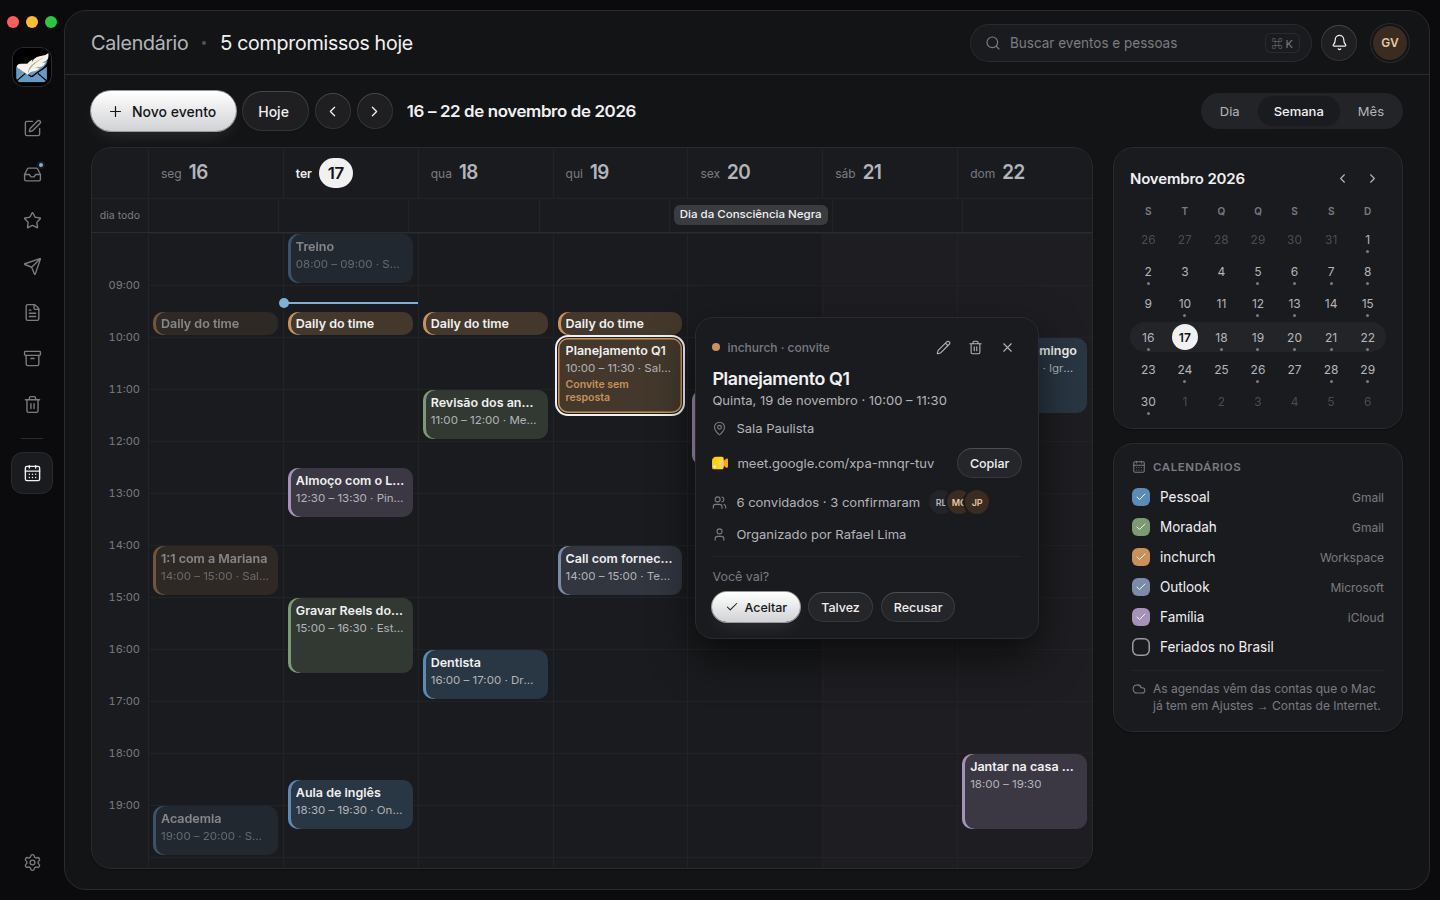 Calendário • 5 compromissos hoje
Buscar eventos e pessoas
⌘ K
GV
Novo evento
Hoje
16 – 22 de novembro de 2026
Dia
Semana
Mês
seg 16
ter 17
qua 18
qui 19
sex 20
sáb 21
dom 22
dia todo
Dia da Consciência Negra
09:00
10:00
11:00
12:00
13:00
14:00
15:00
16:00
17:00
18:00
19:00
Daily do time
1:1 com a Mariana
14:00 – 15:00 · Sal...
Academia
19:00 – 20:00 · S...
Treino
08:00 – 09:00 · S...
Daily do time
Almoço com o L...
12:30 – 13:30 · Pin...
Gravar Reels do...
15:00 – 16:30 · Est...
Aula de inglês
18:30 – 19:30 · On...
Daily do time
Revisão dos an...
11:00 – 12:00 · Me...
Dentista
16:00 – 17:00 · Dr...
Daily do time
Planejamento Q1
10:00 – 11:30 · Sal...
Convite sem
resposta
Call com fornec...
14:00 – 15:00 · Te...
mingo
· Igr...
Jantar na casa ...
18:00 – 19:30
inchurch · convite
Planejamento Q1
Quinta, 19 de novembro · 10:00 – 11:30
Sala Paulista
meet.google.com/xpa-mnqr-tuv
Copiar
6 convidados · 3 confirmaram
RL
JP
Organizado por Rafael Lima
Você vai?
Aceitar
Talvez
Recusar
Novembro 2026
S T Q Q S S D
26 27 28 29 30 31 1
2 3 4 5 6 7 8
9 10 11 12 13 14 15
16 17 18 19 20 21 22
23 24 25 26 27 28 29
30 1 2 3 4 5 6
CALENDÁRIOS
Pessoal Gmail
Moradah Gmail
inchurch Workspace
Outlook Microsoft
Família iCloud
Feriados no Brasil
As agendas vêm das contas que o Mac
já tem em Ajustes → Contas de Internet.